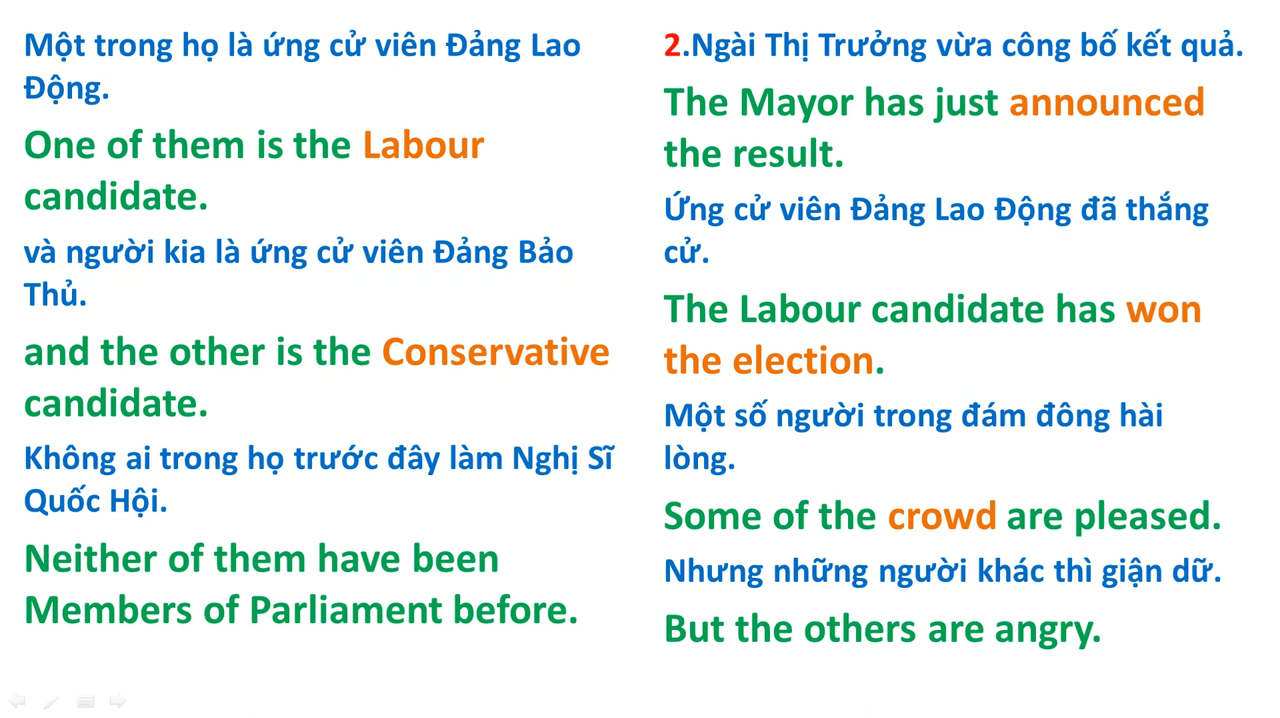 Một trong họ là ứng cử viên Đảng Lao
Động.
One of them is the Labour
candidate.
và người kia là ứng cử viên Đảng Bảo
Thủ.
and the other is the Conservative
candidate.
Không ai trong họ trước đây làm Nghị Sĩ
Quốc Hội.
Neither of them have been
Members of Parliament before.
2.Ngài Thị Trưởng vừa công bố kết quả.
The Mayor has just announced
the result.
Ứng cử viên Đảng Lao Động đã thắng
cử.
The Labour candidate has won
the election.
Một số người trong đám đông hài
lòng.
Some of the crowd are pleased.
Nhưng những người khác thì giận dữ.
But the others are angry.